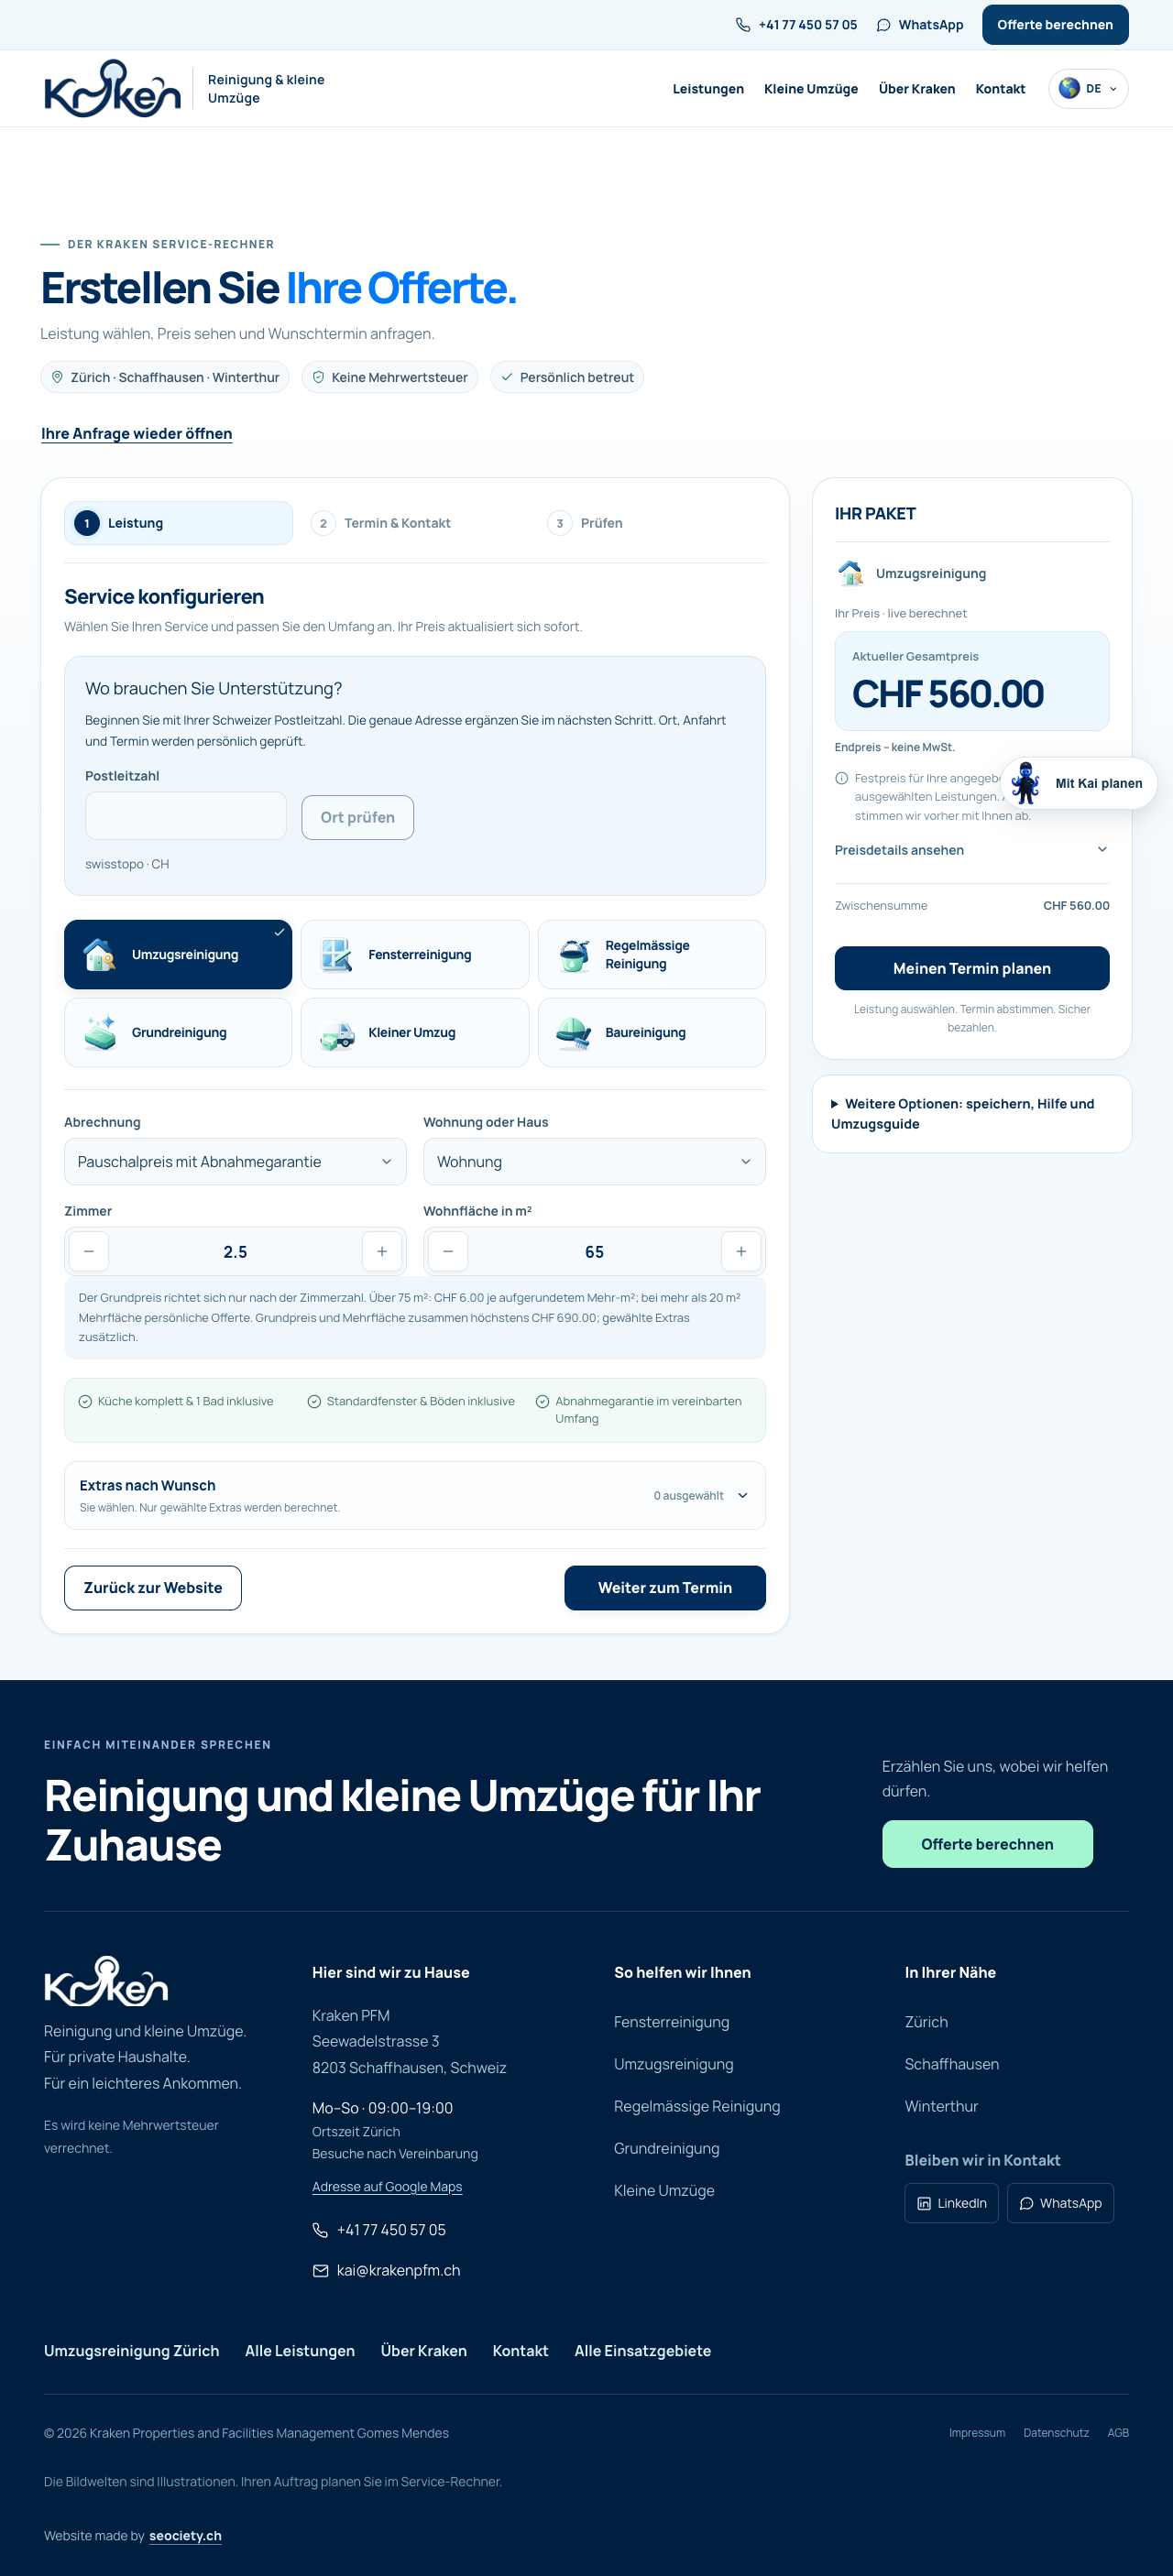 +41 77 450 57 05
WhatsApp
Offerte berechnen
Kraken
Reinigung & kleine
Umzüge
Leistungen
Kleine Umzüge
Über Kraken
Kontakt
DE
DER KRAKEN SERVICE-RECHNER
Erstellen Sie Ihre Offerte.
Leistung wählen, Preis sehen und Wunschtermin anfragen.
Zürich · Schaffhausen · Winterthur
Keine Mehrwertsteuer
Persönlich betreut
Ihre Anfrage wieder öffnen
1 Leistung
2 Termin & Kontakt
3 Prüfen
Service konfigurieren
Wählen Sie Ihren Service und passen Sie den Umfang an. Ihr Preis aktualisiert sich sofort.
Wo brauchen Sie Unterstützung?
Beginnen Sie mit Ihrer Schweizer Postleitzahl. Die genaue Adresse ergänzen Sie im nächsten Schritt. Ort, Anfahrt
und Termin werden persönlich geprüft.
Postleitzahl
Ort prüfen
swisstopo · CH
Umzugsreinigung
Fensterreinigung
Regelmässige
Reinigung
Grundreinigung
Kleiner Umzug
Baureinigung
Abrechnung
Wohnung oder Haus
Pauschalpreis mit Abnahmegarantie
Wohnung
Zimmer
Wohnfläche in m²
− 2.5 +
− 65 +
Der Grundpreis richtet sich nur nach der Zimmerzahl. Über 75 m²: CHF 6.00 je aufgerundetem Mehr-m²; bei mehr als 20 m²
Mehrfläche persönliche Offerte. Grundpreis und Mehrfläche zusammen höchstens CHF 690.00; gewählte Extras
zusätzlich.
Küche komplett & 1 Bad inklusive
Standardfenster & Böden inklusive
Abnahmegarantie im vereinbarten
Umfang
Extras nach Wunsch
Sie wählen. Nur gewählte Extras werden berechnet.
0 ausgewählt
Zurück zur Website
Weiter zum Termin
IHR PAKET
Umzugsreinigung
Ihr Preis · live berechnet
Aktueller Gesamtpreis
CHF 560.00
Endpreis – keine MwSt.
Festpreis für Ihre
ausgewählten Leistungen.
stimmen wir vorher mit Ihnen ab.
Mit Kai planen
Preisdetails ansehen
Zwischensumme
CHF 560.00
Meinen Termin planen
Leistung auswählen. Termin abstimmen. Sicher
bezahlen.
Weitere Optionen: speichern, Hilfe und
Umzugsguide
EINFACH MITEINANDER SPRECHEN
Reinigung und kleine Umzüge für Ihr
Zuhause
Erzählen Sie uns, wobei wir helfen
dürfen.
Offerte berechnen
Kraken
Reinigung und kleine Umzüge.
Für private Haushalte.
Für ein leichteres Ankommen.
Es wird keine Mehrwertsteuer
verrechnet.
Hier sind wir zu Hause
Kraken PFM
Seewadelstrasse 3
8203 Schaffhausen, Schweiz
Mo–So · 09:00–19:00
Ortszeit Zürich
Besuche nach Vereinbarung
Adresse auf Google Maps
+41 77 450 57 05
kai@krakenpfm.ch
So helfen wir Ihnen
Fensterreinigung
Umzugsreinigung
Regelmässige Reinigung
Grundreinigung
Kleine Umzüge
In Ihrer Nähe
Zürich
Schaffhausen
Winterthur
Bleiben wir in Kontakt
LinkedIn
WhatsApp
Umzugsreinigung Zürich
Alle Leistungen
Über Kraken
Kontakt
Alle Einsatzgebiete
© 2026 Kraken Properties and Facilities Management Gomes Mendes
Impressum
Datenschutz
AGB
Die Bildwelten sind Illustrationen. Ihren Auftrag planen Sie im Service-Rechner.
Website made by seociety.ch